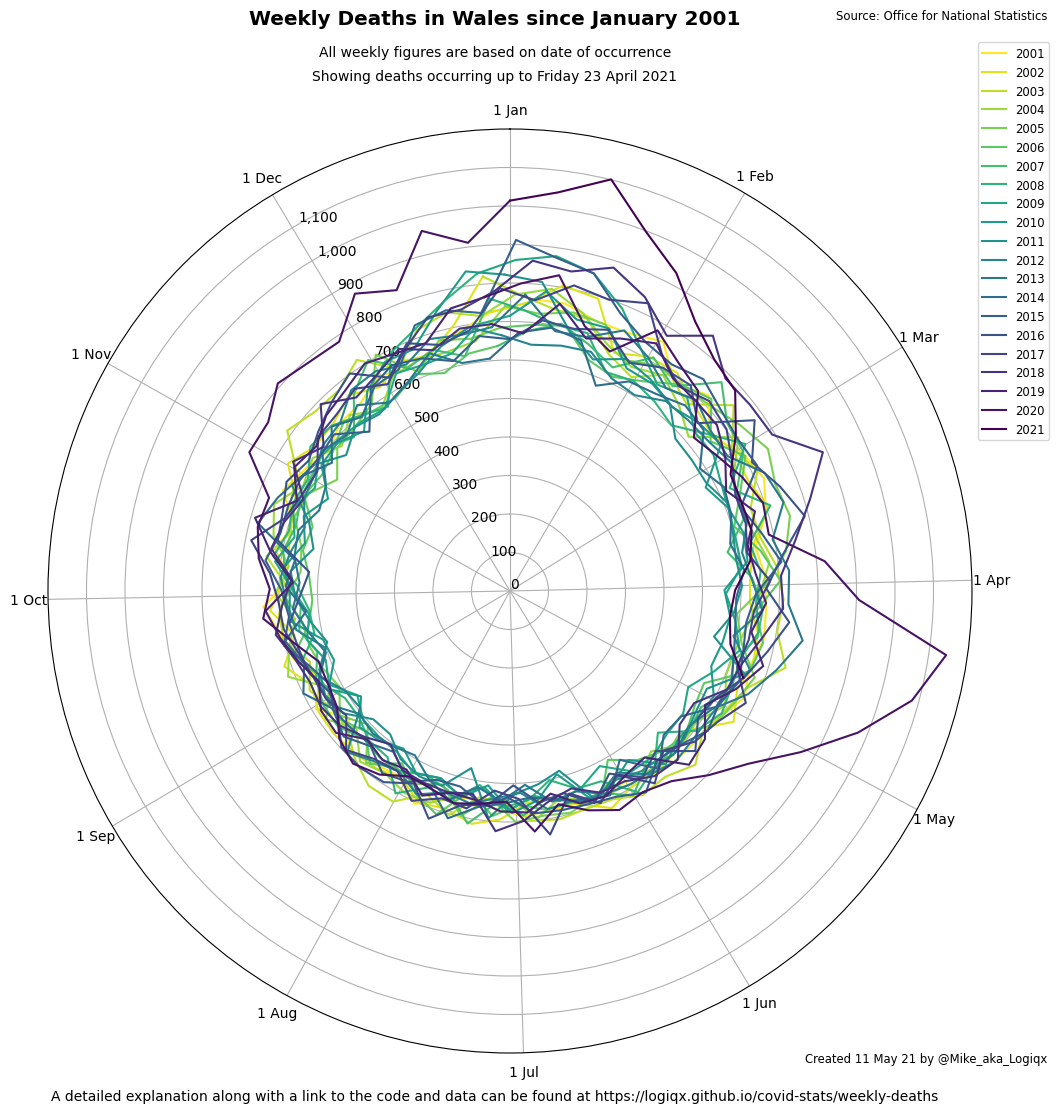 Weekly Deaths in Wales since January 2001
Source: Office for National Statistics
All weekly figures are based on date of occurrence
Showing deaths occurring up to Friday 23 April 2021
2001
2002
2003
2004
2005
2006
2007
2008
2009
2010
2011
2012
2013
2014
2015
2016
2017
2018
2019
2020
2021
1 Jan
1 Feb
1 Mar
1 Apr
1 May
1 Jun
1 Jul
1 Aug
1 Sep
1 Oct
1 Nov
1 Dec
1,100
1,000
900
800
700
600
500
400
300
200
100
0
Created 11 May 21 by @Mike_aka_Logiqx
A detailed explanation along with a link to the code and data can be found at https://logiqx.github.io/covid-stats/weekly-deaths